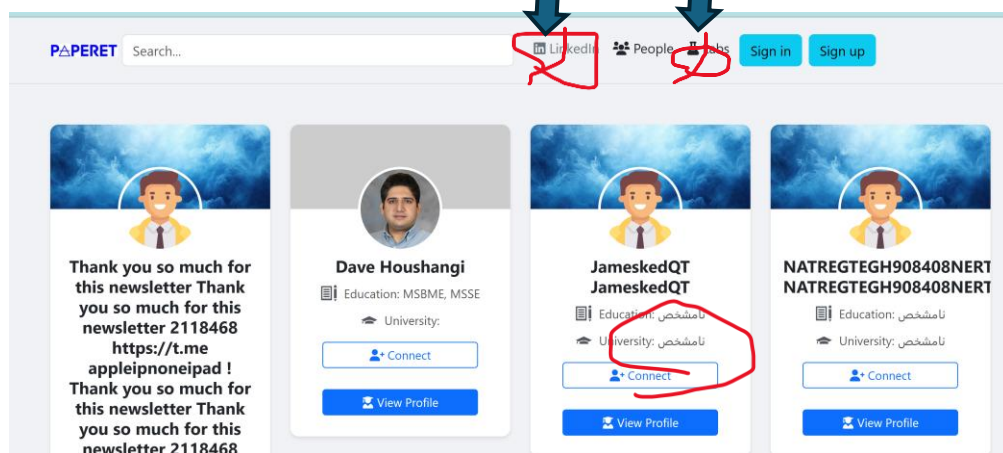 PAPERET Search... LinkedIn People Labs Sign in Sign up
Thank you so much for
this newsletter Thank
you so much for this
newsletter 2118468
https://t.me
appleipnoneipad !
Thank you so much for
this newsletter Thank
you so much for this
newsletter 2118468
Dave Houshangi
Education: MSBME, MSSE
University:
Connect
View Profile
JameskedQT
JameskedQT
Education: نامشخص
University: نامشخص
Connect
View Profile
NATREGTEGH908408NERT
NATREGTEGH908408NERT
Education: نامشخص
University: نامشخص
Connect
View Profile